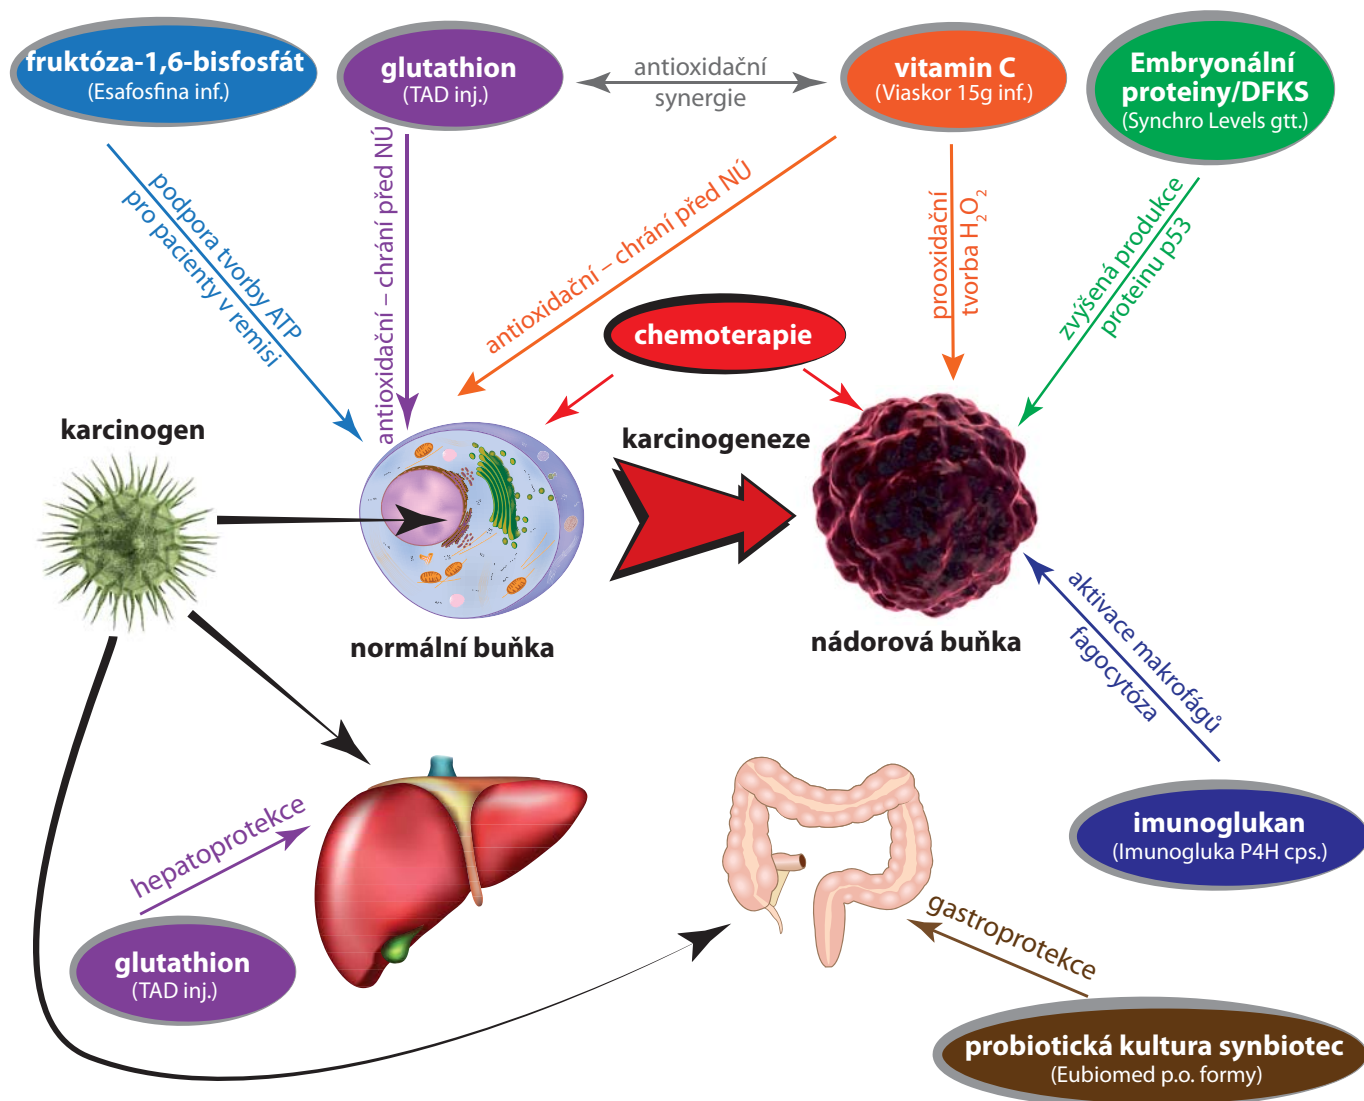 fruktóza-1,6-bisfosfát
(Esafosfina inf.)
glutathion
(TAD inj.)
antioxidační
synergie
vitamin C
(Viaskor 15g inf.)
Embryonální
proteiny/DFKS
(Synchro Levels gtt.)
podpora tvorby ATP
pro pacienty v remisi
antioxidační – chrání před NÚ
antioxidační – chrání před NÚ
prooxidační
tvorba H₂O₂
zvýšená produkce
proteinu p53
chemoterapie
karcinogen
karcinogeneze
normální buňka
nádorová buňka
aktivace makrofágů
fagocytóza
imunoglukan
(Imunogluka P4H cps.)
hepatoprotekce
glutathion
(TAD inj.)
gastroprotekce
probiotická kultura synbiotec
(Eubiomed p.o. formy)